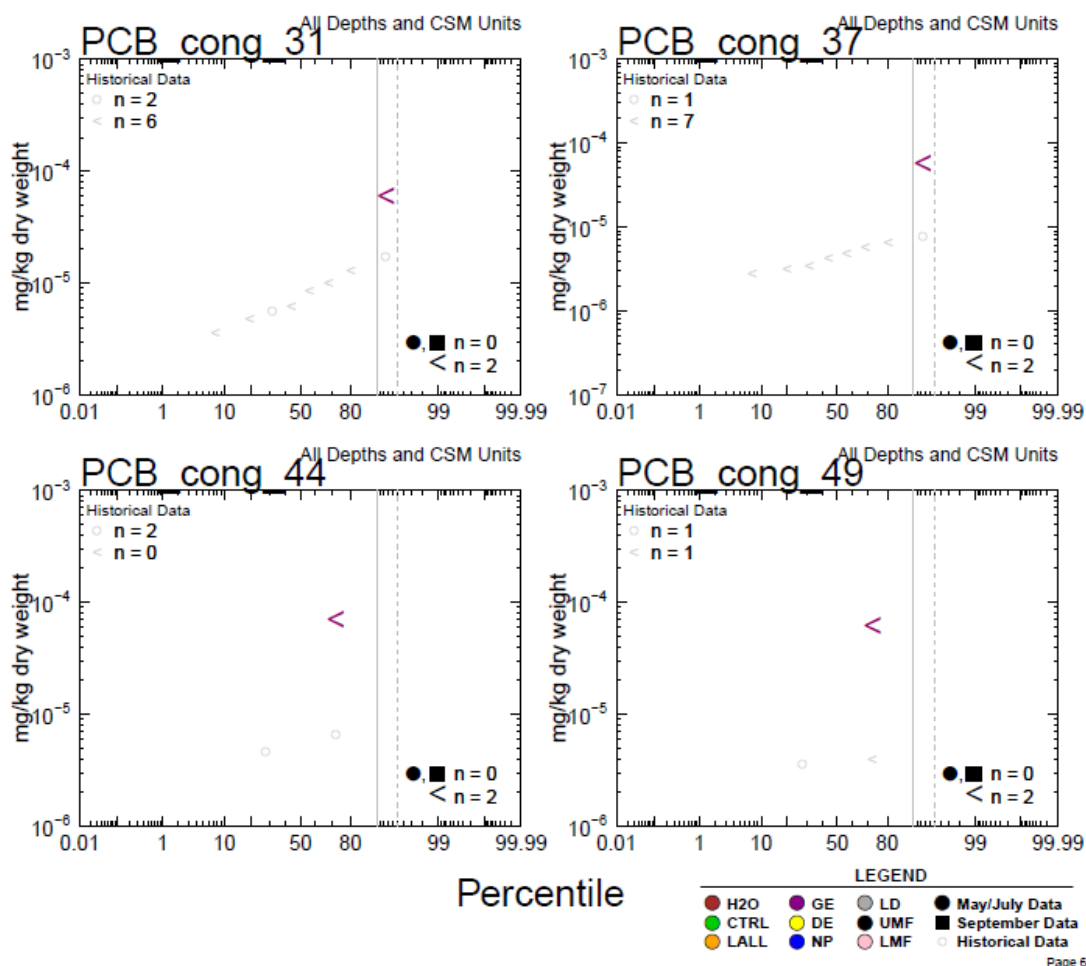 All Depths and CSM Units
PCB_cong_31
Historical Data
n = 2
< n = 6
n = 0
< n = 2
mg/kg dry weight
10^-3
10^-4
10^-5
10^-6
0.01 1 10 50 80 99 99.99
All Depths and CSM Units
PCB_cong_37
Historical Data
n = 1
< n = 7
n = 0
< n = 2
mg/kg dry weight
10^-3
10^-4
10^-5
10^-6
10^-7
0.01 1 10 50 80 99 99.99
All Depths and CSM Units
PCB_cong_44
Historical Data
n = 2
< n = 0
n = 0
< n = 2
mg/kg dry weight
10^-3
10^-4
10^-5
10^-6
0.01 1 10 50 80 99 99.99
All Depths and CSM Units
PCB_cong_49
Historical Data
n = 1
< n = 1
n = 0
< n = 2
mg/kg dry weight
10^-3
10^-4
10^-5
10^-6
0.01 1 10 50 80 99 99.99
Percentile
LEGEND
H2O GE LD May/July Data
CTRL DE UMF September Data
LALL NP LMF Historical Data
Page 6